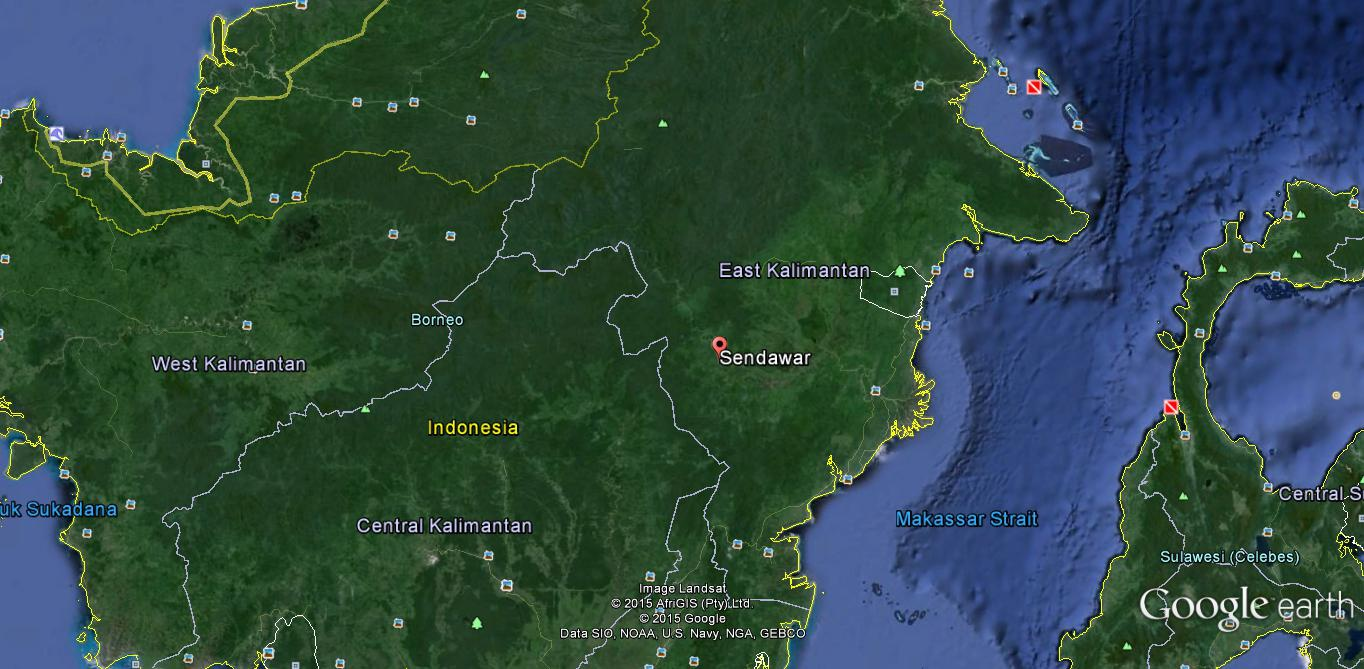 East Kalimantan
Borneo
Sendawar
West Kalimantan
Indonesia
Central
uk Sukadana
Makassar Strait
Central Kalimantan
Sulawesi (Celebes)
Image Landsat
© 2015 AfriGIS (Pty) Ltd.
© 2015 Google
Data SIO, NOAA, U.S. Navy, NGA, GEBCO
Google earth